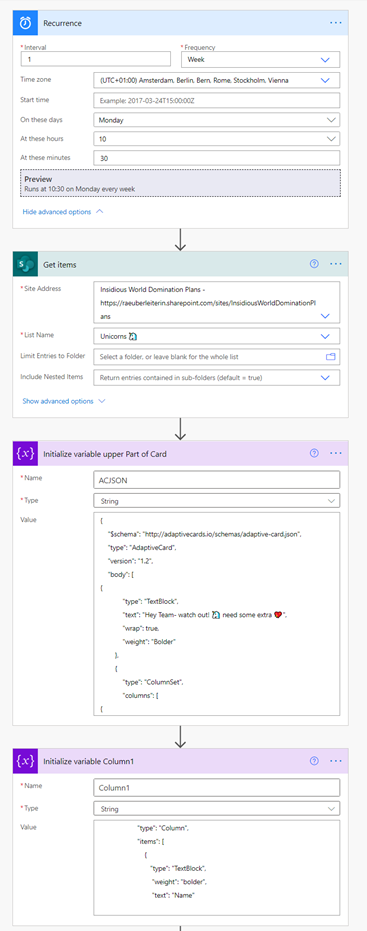 Recurrence
* Interval
* Frequency
1
Week
Time zone
(UTC+01:00) Amsterdam, Berlin, Bern, Rome, Stockholm, Vienna
Start time
Example: 2017-03-24T15:00:00Z
On these days
Monday
At these hours
10
At these minutes
30
Preview
Runs at 10:30 on Monday every week
Hide advanced options
S
Get items
* Site Address
Insidious World Domination Plans -
https://raeuberleiterin.sharepoint.com/sites/InsidiousWorldDominationPl
ans
* List Name
Unicorns 🦄
Limit Entries to Folder
Select a folder, or leave blank for the whole list
Include Nested Items
Return entries contained in sub-folders (default = true)
Show advanced options
{x}
Initialize variable upper Part of Card
* Name
ACJSON
* Type
String
Value
{
"$schema": "http://adaptivecards.io/schemas/adaptive-card.json",
"type": "AdaptiveCard",
"version": "1.2",
"body": [
{
"type": "TextBlock",
"text": "Hey Team- watch out! 🦄 need some extra 💖",
"wrap": true,
"weight": "Bolder"
},
{
"type": "ColumnSet",
"columns": [
{
{x}
Initialize variable Column1
* Name
Column1
* Type
String
Value
"type": "Column",
"items": [
{
"type": "TextBlock",
"weight": "bolder",
"text": "Name"